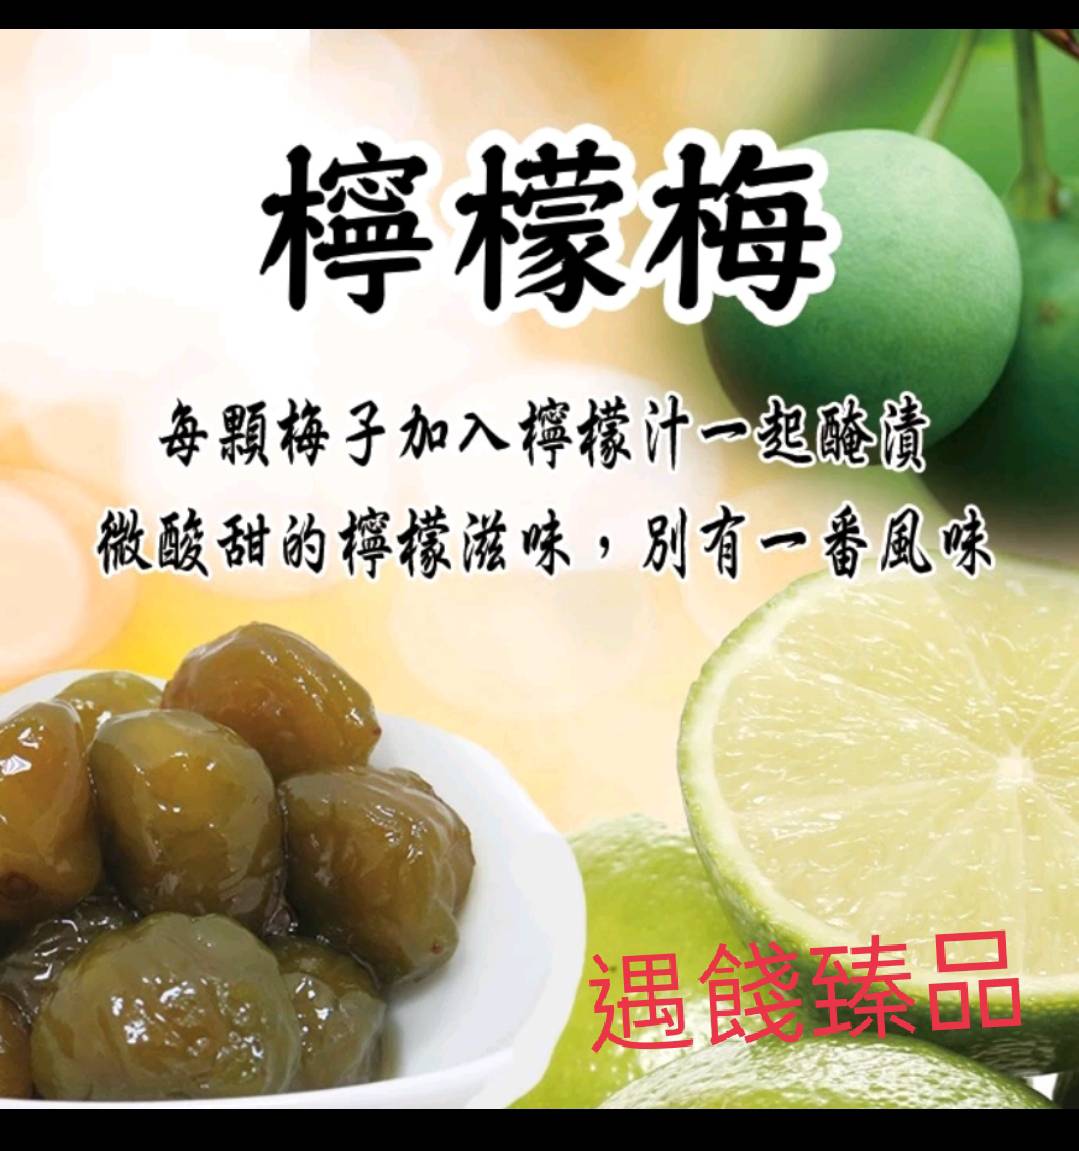 檸檬梅
每顆梅子加入檸檬汁一起醃漬
微酸甜的檸檬滋味，別有一番風味
遇餞臻品